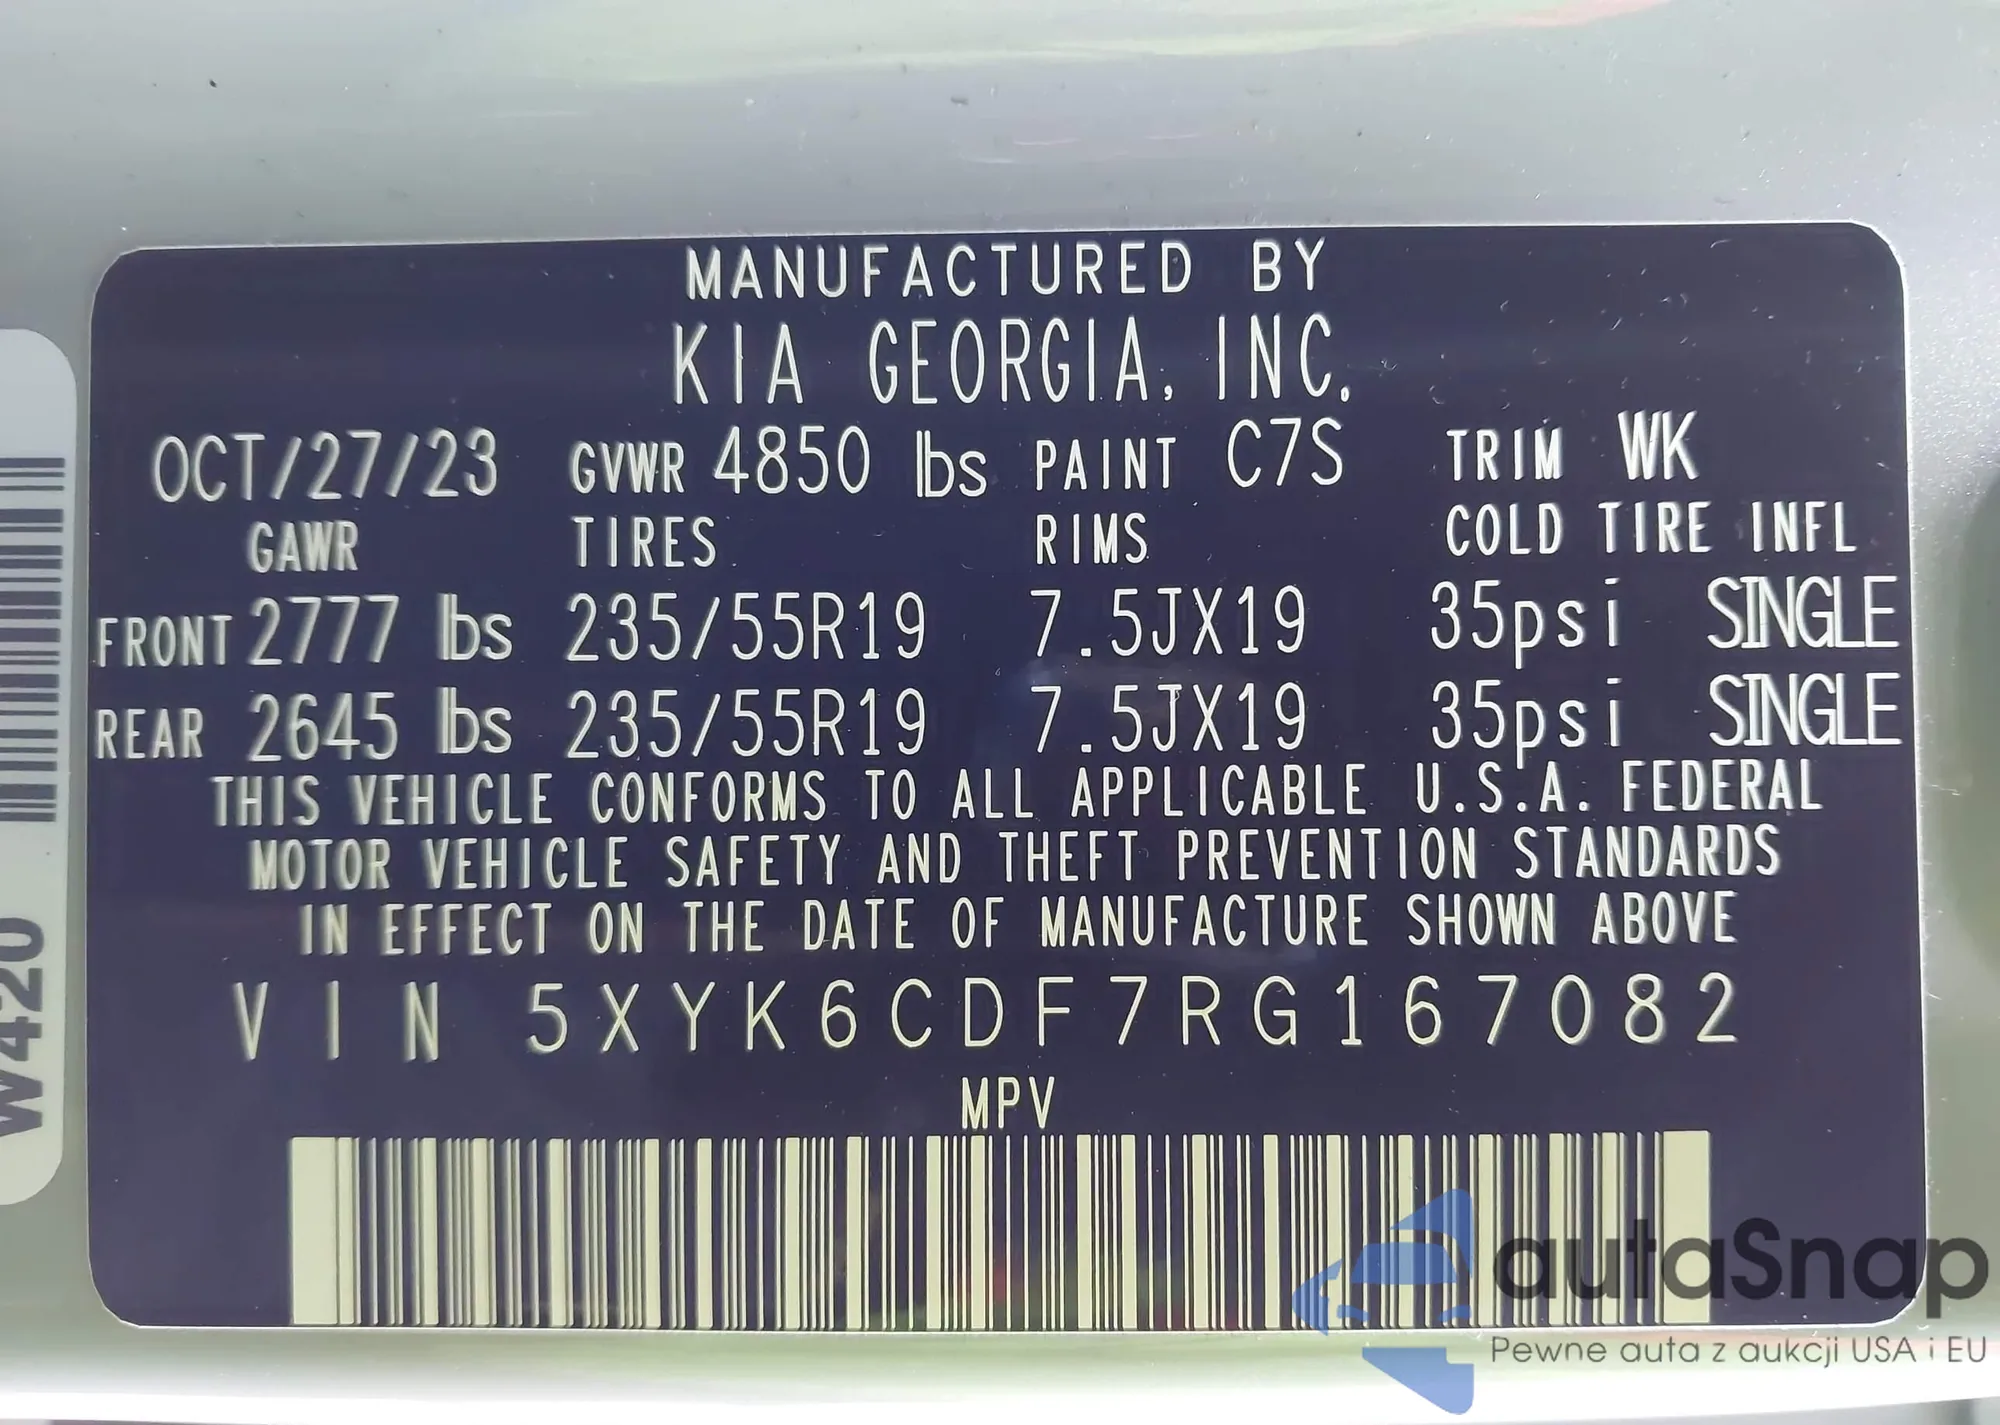 MANUFACTURED BY
KIA GEORGIA, INC.
OCT/27/23 GVWR 4850 lbs PAINT C7S TRIM WK
GAWR TIRES RIMS COLD TIRE INFL
FRONT 2777 lbs 235/55R19 7.5JX19 35psi SINGLE
REAR 2645 lbs 235/55R19 7.5JX19 35psi SINGLE
THIS VEHICLE CONFORMS TO ALL APPLICABLE U.S.A. FEDERAL
MOTOR VEHICLE SAFETY AND THEFT PREVENTION STANDARDS
IN EFFECT ON THE DATE OF MANUFACTURE SHOWN ABOVE
VIN 5XYK6CDF7RG167082
MPV
W420
autaSnap
Pewne auta z aukcji USA i EU